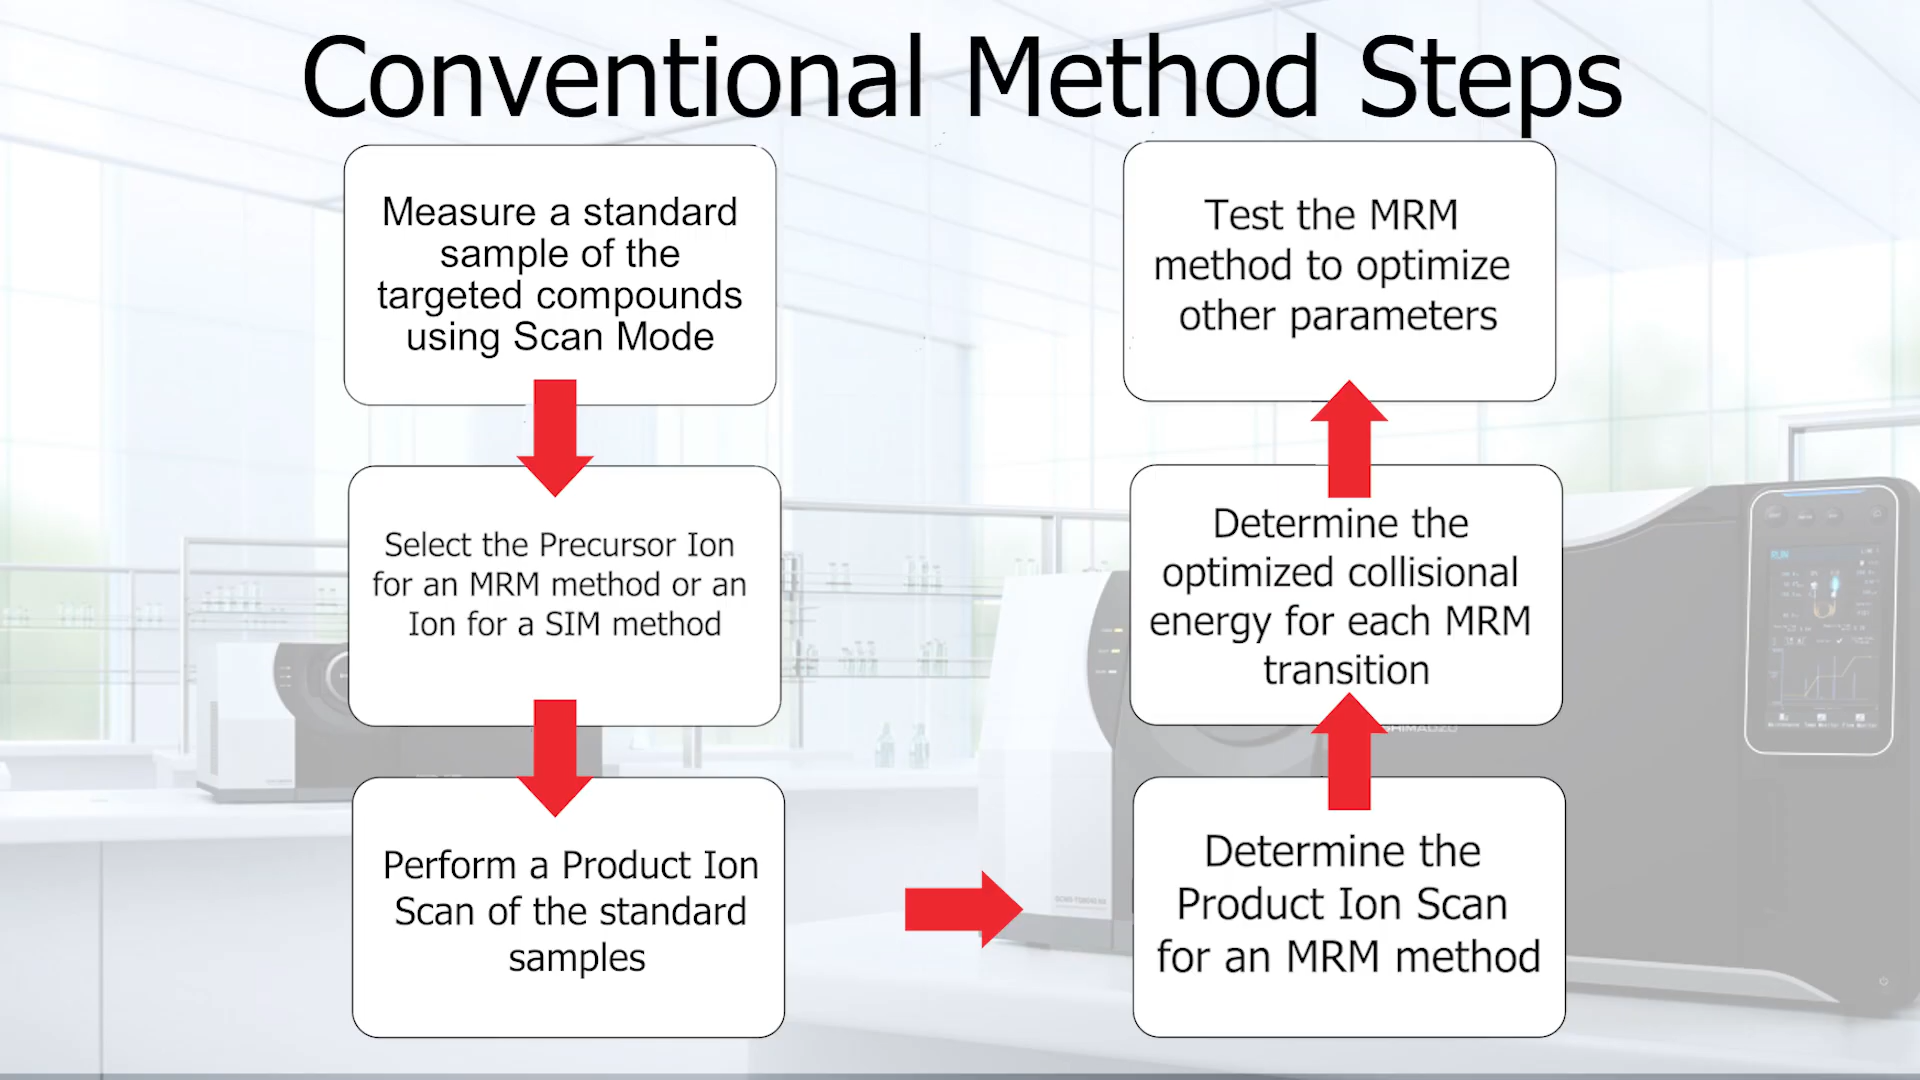 Conventional Method Steps
Measure a standard
sample of the
targeted compounds
using Scan Mode
Select the Precursor Ion
for an MRM method or an
Ion for a SIM method
Perform a Product Ion
Scan of the standard
samples
Determine the
Product Ion Scan
for an MRM method
Determine the
optimized collisional
energy for each MRM
transition
Test the MRM
method to optimize
other parameters